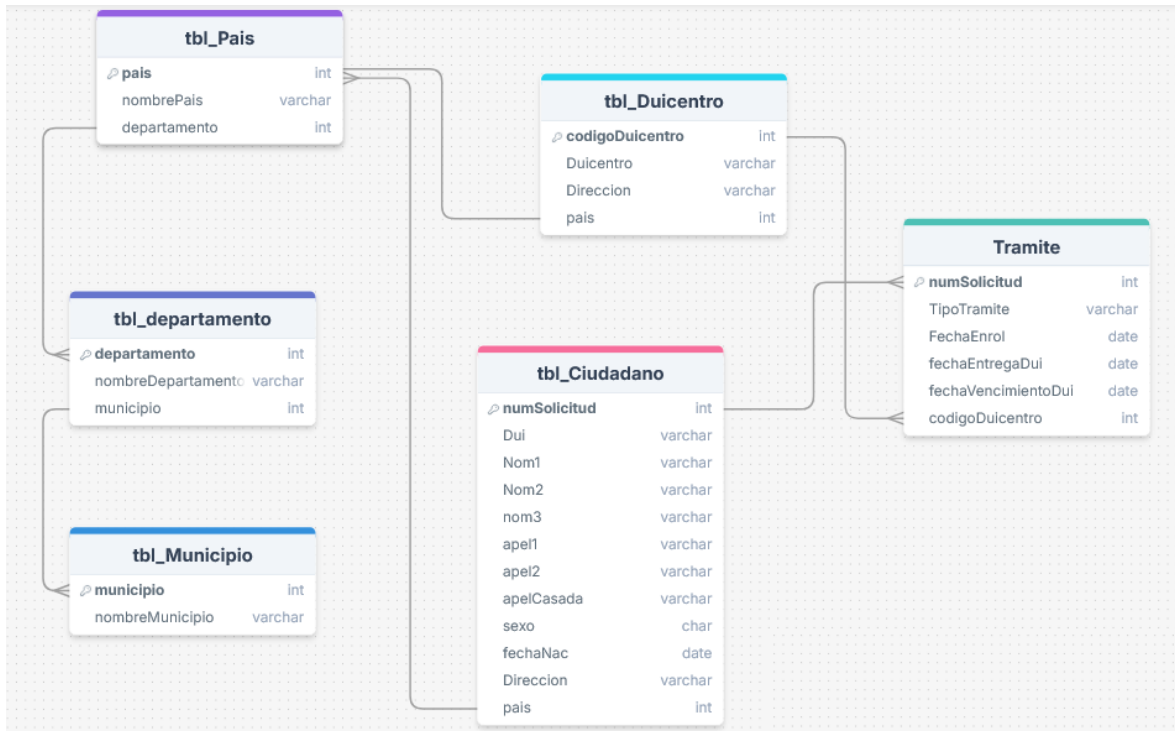 tbl_Pais
pais int
nombrePais varchar
departamento int
tbl_Duicentro
codigoDuicentro int
Duicentro varchar
Direccion varchar
pais int
Tramite
numSolicitud int
TipoTramite varchar
FechaEnrol date
fechaEntregaDui date
fechaVencimientoDui date
codigoDuicentro int
tbl_departamento
departamento int
nombreDepartamento varchar
municipio int
tbl_Ciudadano
numSolicitud int
Dui varchar
Nom1 varchar
Nom2 varchar
nom3 varchar
apel1 varchar
apel2 varchar
apelCasada varchar
sexo char
fechaNac date
Direccion varchar
pais int
tbl_Municipio
municipio int
nombreMunicipio varchar